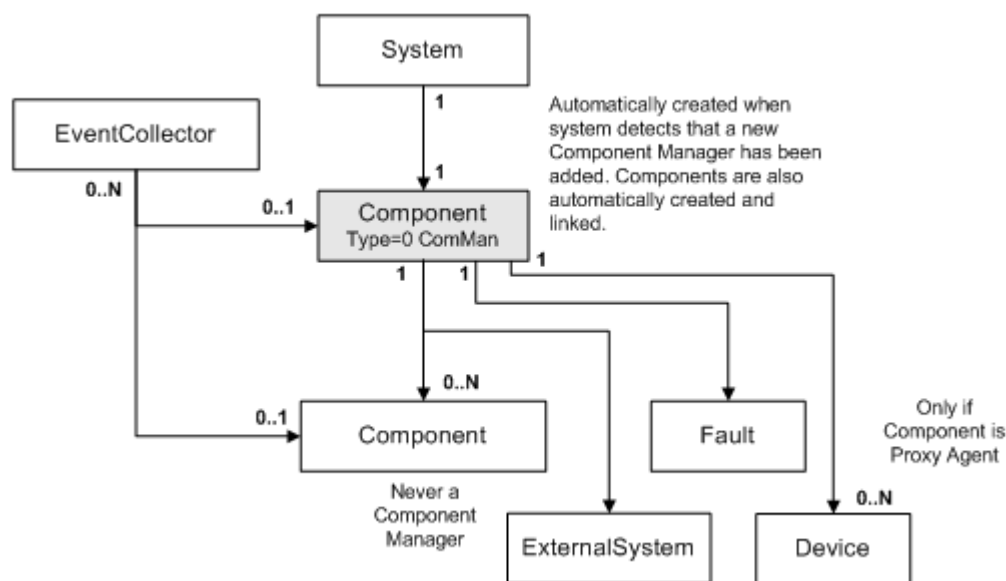 System
1
EventCollector
Automatically created when
system detects that a new
Component Manager has been
added. Components are also
automatically created and
linked.
0..N
0..1
1
Component
Type=0 ComMan
1
1
1
0..N
0..1
Component
Never a
Component
Manager
Fault
Only if
Component is
Proxy Agent
0..N
ExternalSystem
Device